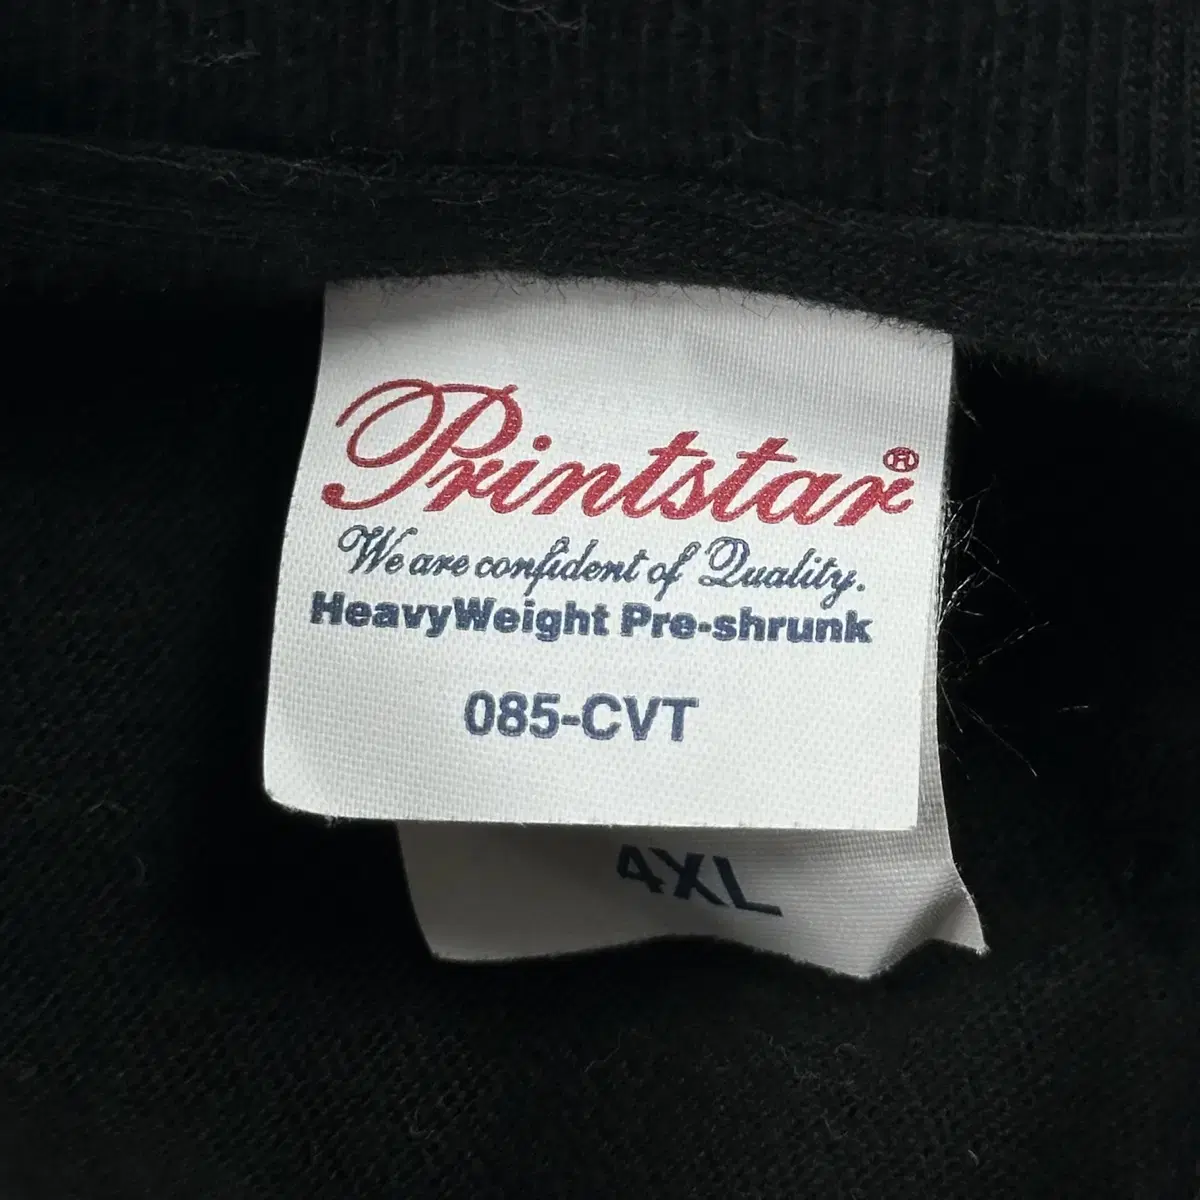 Printstar®
We are confident of Quality.
HeavyWeight Pre-shrunk
085-CVT
4XL